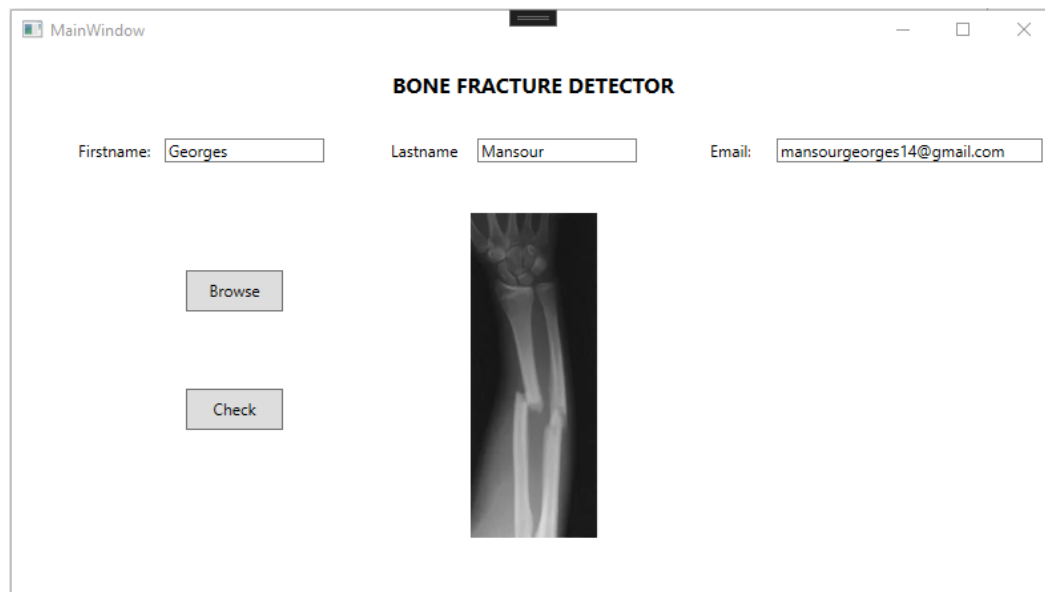 MainWindow
BONE FRACTURE DETECTOR
Firstname: Georges Lastname Mansour Email: mansourgeorges14@gmail.com
Browse
Check